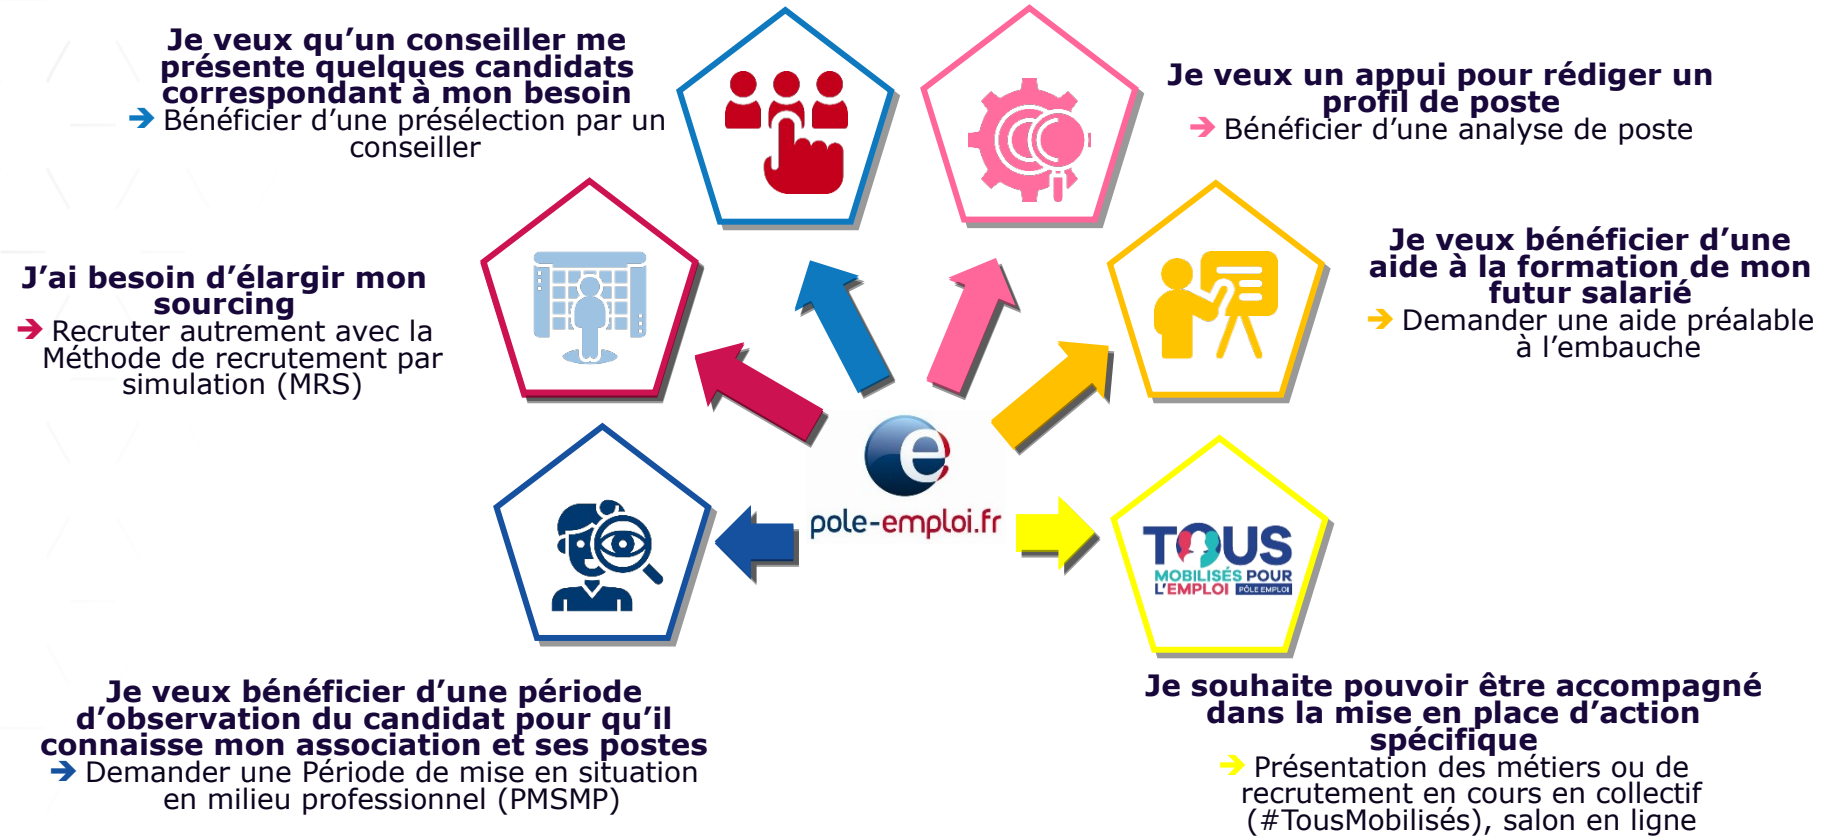 Je veux qu’un conseiller me
présente quelques candidats
correspondant à mon besoin
➔ Bénéficier d’une présélection par un
conseiller
Je veux un appui pour rédiger un
profil de poste
➔ Bénéficier d’une analyse de poste
J’ai besoin d’élargir mon
sourcing
➔ Recruter autrement avec la
Méthode de recrutement par
simulation (MRS)
Je veux bénéficier d’une
aide à la formation de mon
futur salarié
➔ Demander une aide préalable
à l’embauche
e
pole-emploi.fr
TOUS
MOBILISÉS POUR
L’EMPLOI PÔLE EMPLOI
Je veux bénéficier d’une période
d’observation du candidat pour qu’il
connaisse mon association et ses postes
➔ Demander une Période de mise en situation
en milieu professionnel (PMSMP)
Je souhaite pouvoir être accompagné
dans la mise en place d’action
spécifique
➔ Présentation des métiers ou de
recrutement en cours en collectif
(#TousMobilisés), salon en ligne